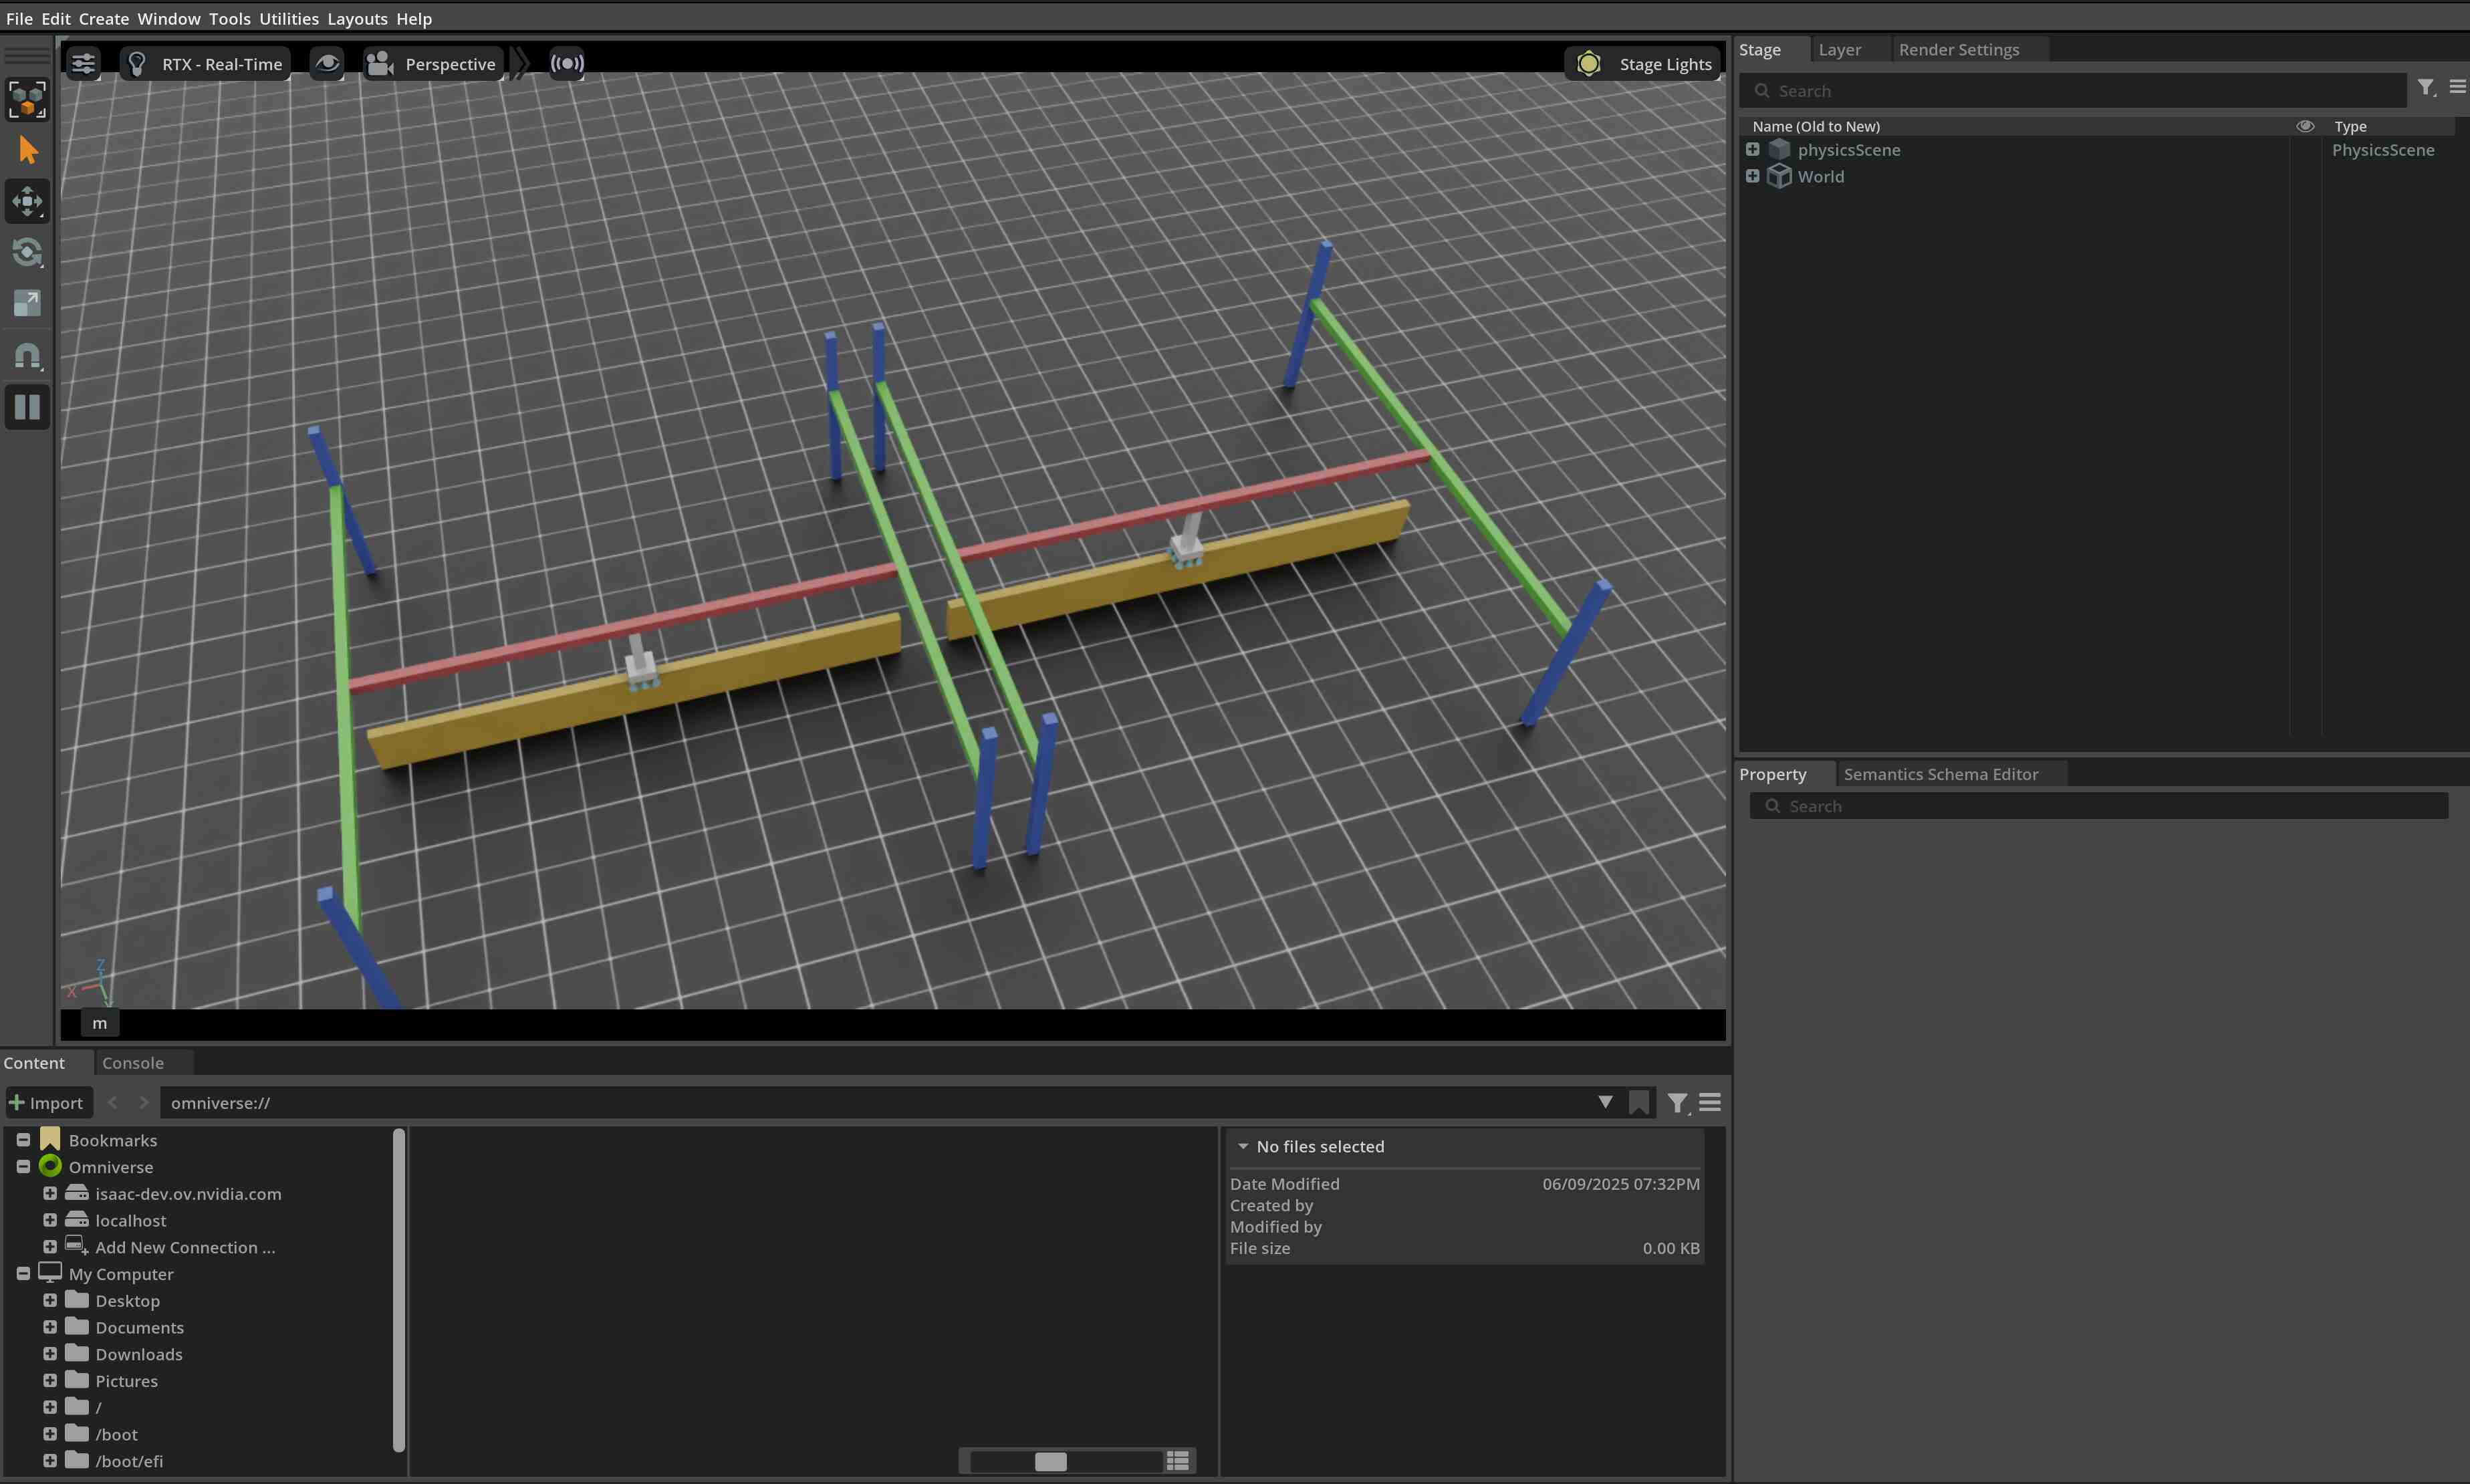 File Edit Create Window Tools Utilities Layouts Help
RTX - Real-Time
Perspective
Stage Lights
Z
X
Y
m
Stage
Layer
Render Settings
Search
Name (Old to New)
Type
physicsScene
PhysicsScene
World
Property
Semantics Schema Editor
Search
Content
Console
Import
omniverse://
Bookmarks
Omniverse
isaac-dev.ov.nvidia.com
localhost
Add New Connection ...
My Computer
Desktop
Documents
Downloads
Pictures
/
/boot
/boot/efi
No files selected
Date Modified 06/09/2025 07:32PM
Created by
Modified by
File size 0.00 KB